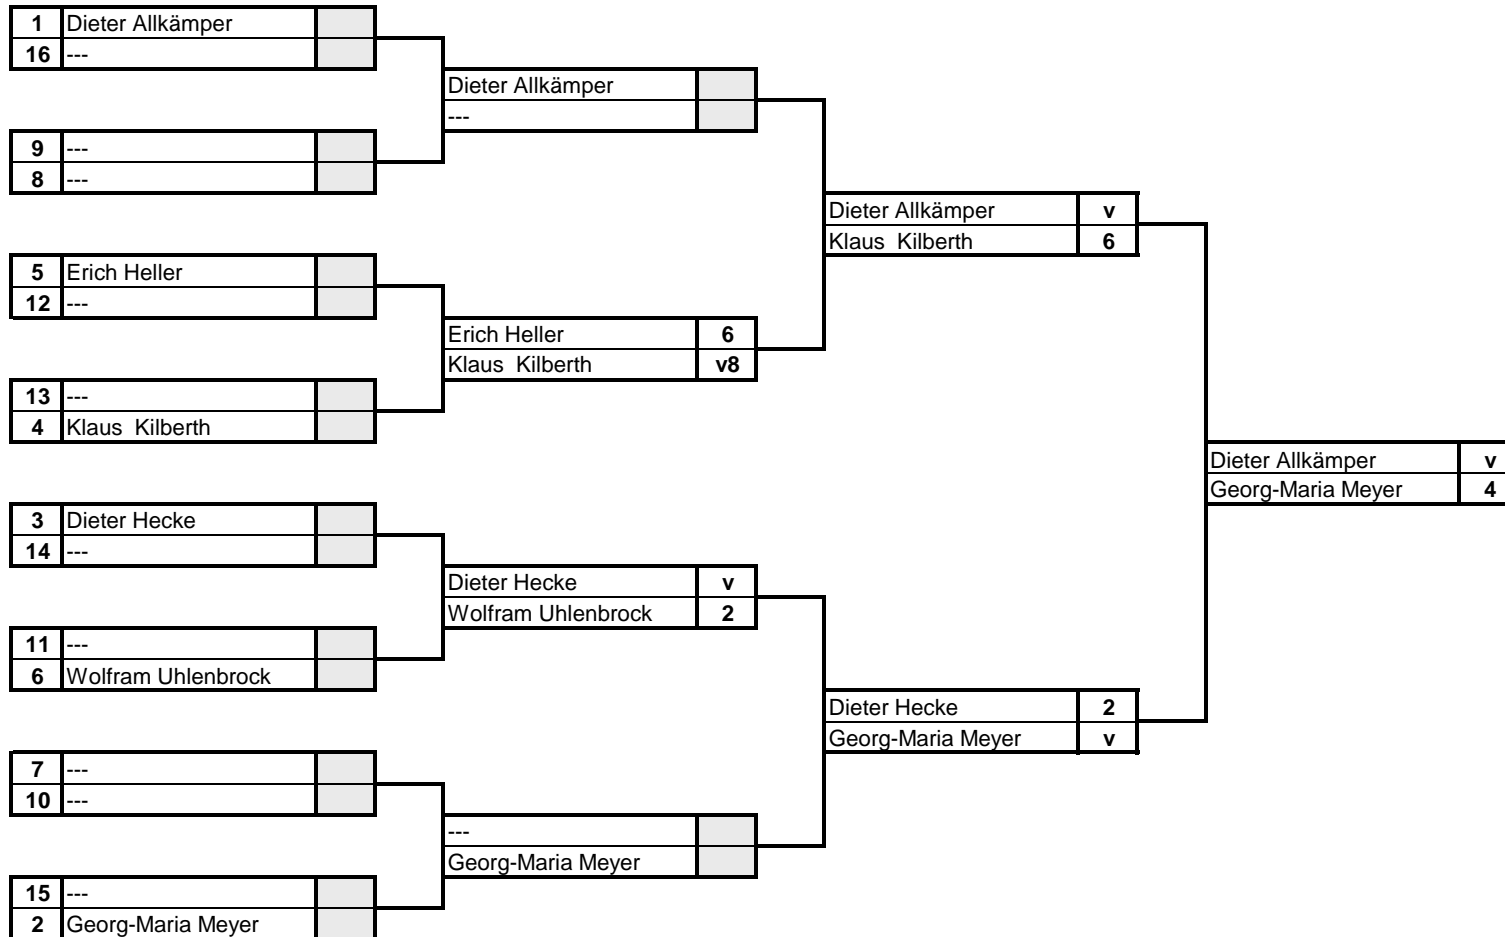 1 Dieter Allkämper
16 ---
Dieter Allkämper
---
9 ---
8 ---
Dieter Allkämper v
Klaus Kilberth 6
5 Erich Heller
12 ---
Erich Heller 6
Klaus Kilberth v8
13 ---
4 Klaus Kilberth
Dieter Allkämper v
Georg-Maria Meyer 4
3 Dieter Hecke
14 ---
Dieter Hecke v
Wolfram Uhlenbrock 2
11 ---
6 Wolfram Uhlenbrock
Dieter Hecke 2
Georg-Maria Meyer v
7 ---
10 ---
---
Georg-Maria Meyer
15 ---
2 Georg-Maria Meyer